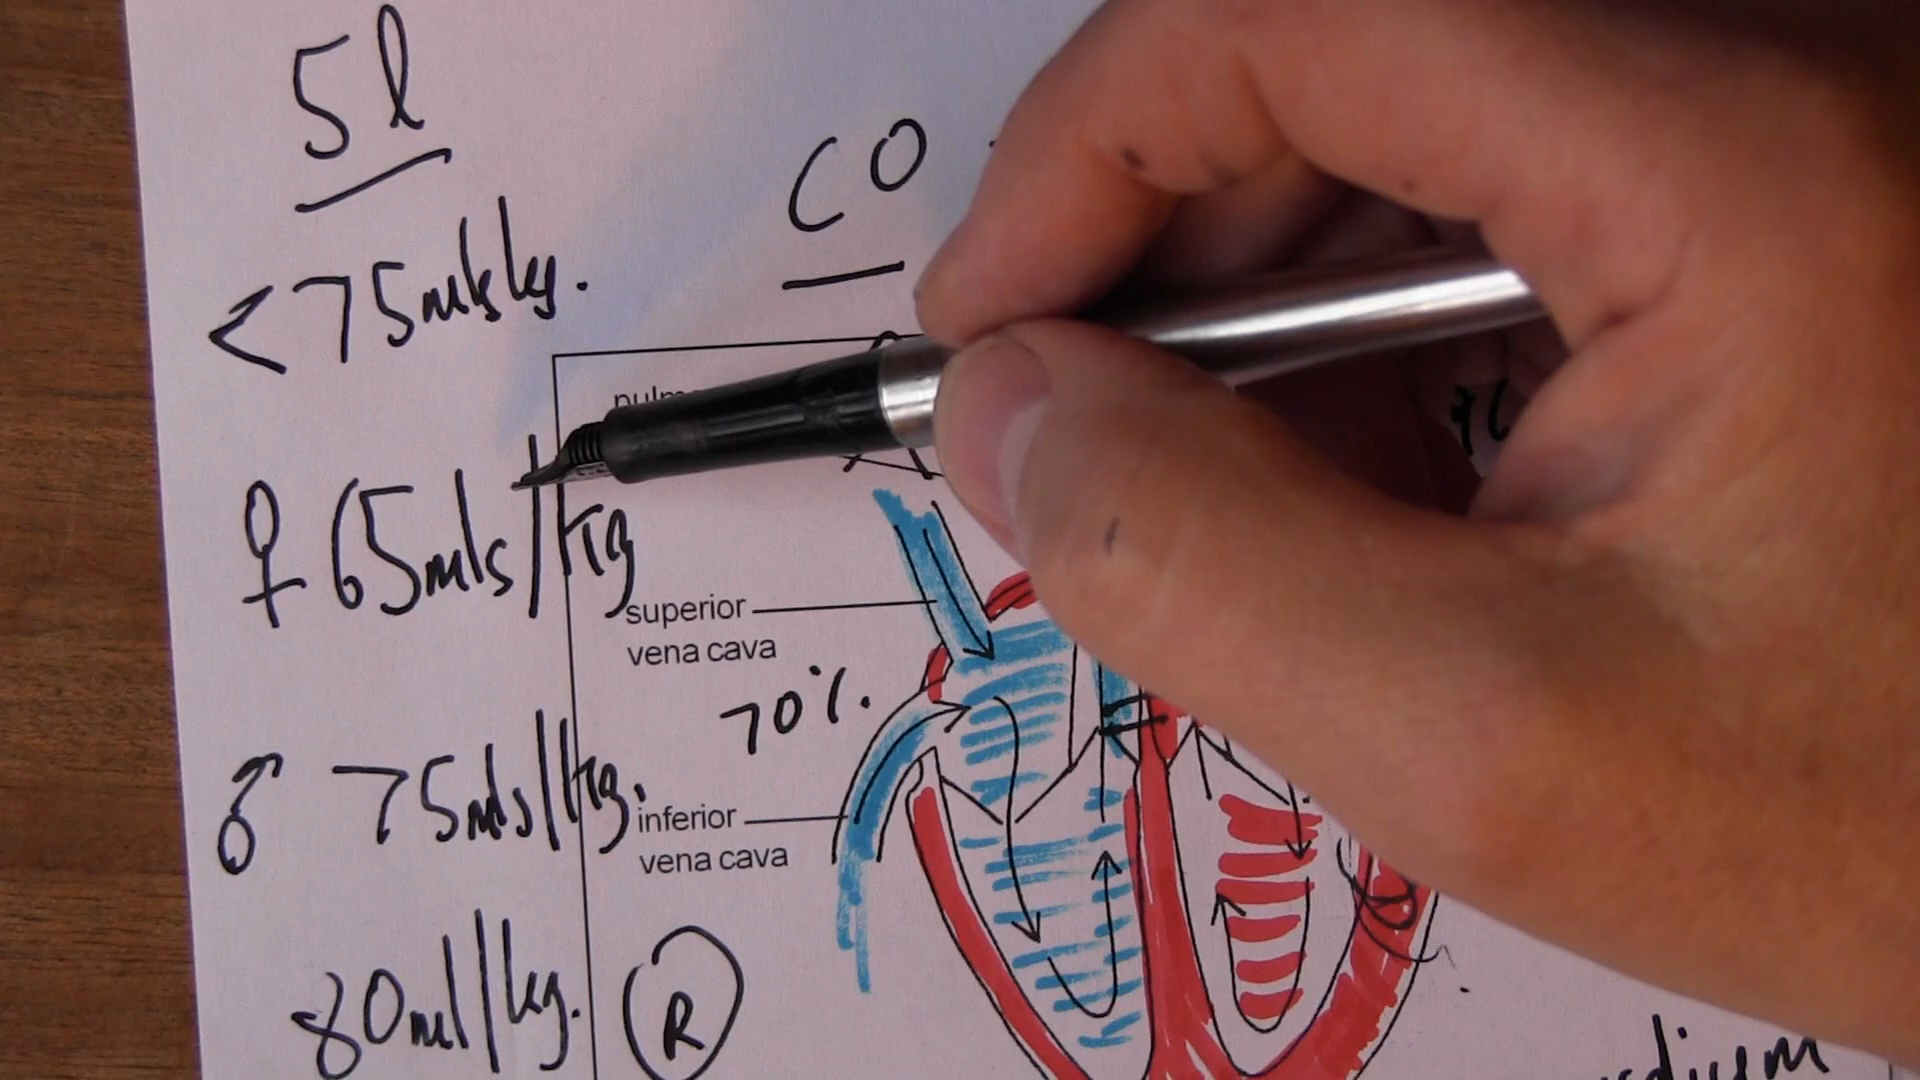 5l
CO
<75mls/kg.
♀ 65mls/kg
superior
vena cava
70%.
♂ 75mls/kg.
inferior
vena cava
80ml/kg.
R